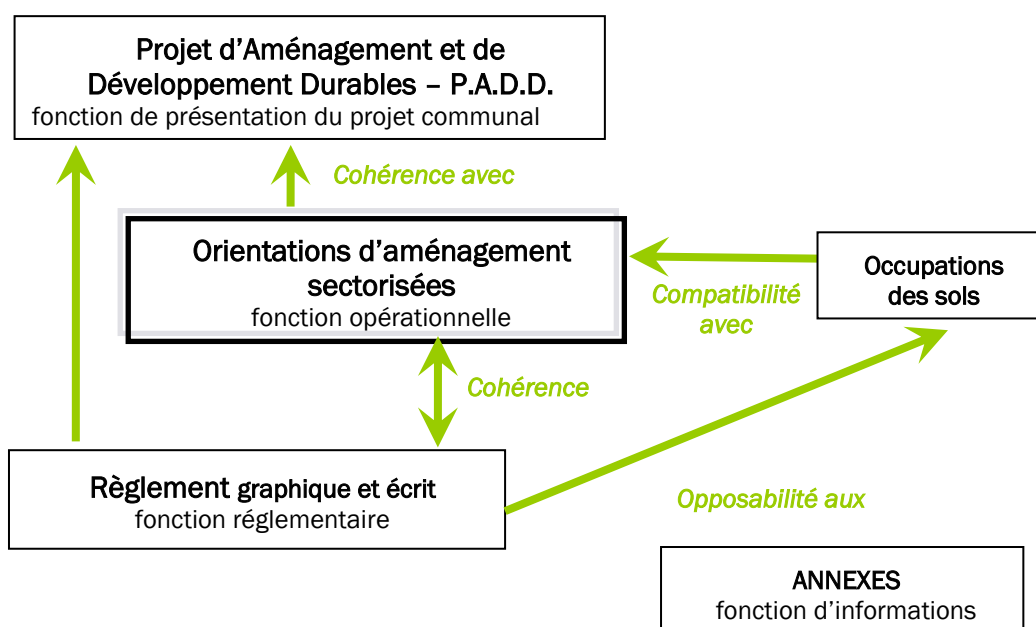 Projet d’Aménagement et de
Développement Durables – P.A.D.D.
fonction de présentation du projet communal
Cohérence avec
Orientations d’aménagement
sectorisées
fonction opérationnelle
Occupations
des sols
Compatibilité
avec
Cohérence
Règlement graphique et écrit
fonction réglementaire
Opposabilité aux
ANNEXES
fonction d’informations